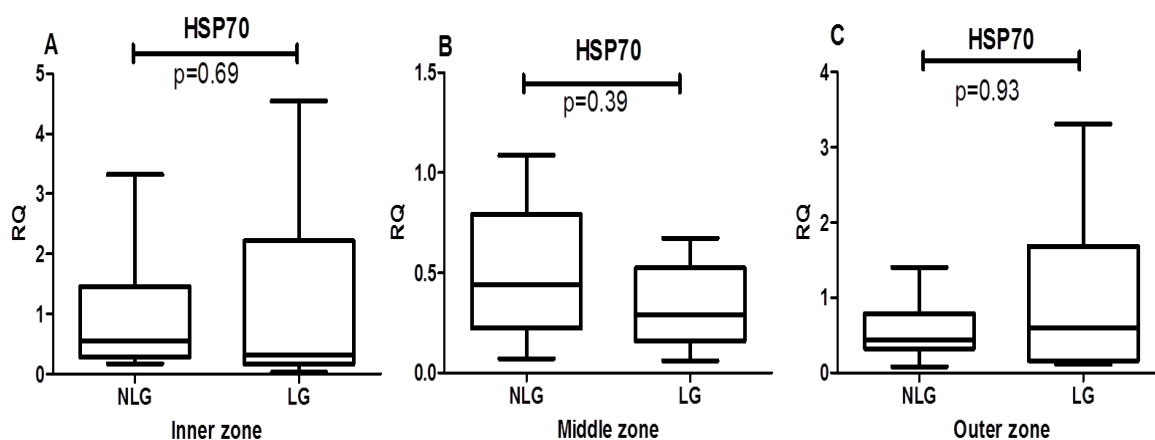 A
HSP70
p=0.69
5
4
3
2
1
0
RQ
NLG
LG
Inner zone
B
HSP70
p=0.39
1.5
1.0
0.5
0.0
RQ
NLG
LG
Middle zone
C
HSP70
p=0.93
4
3
2
1
0
RQ
NLG
LG
Outer zone